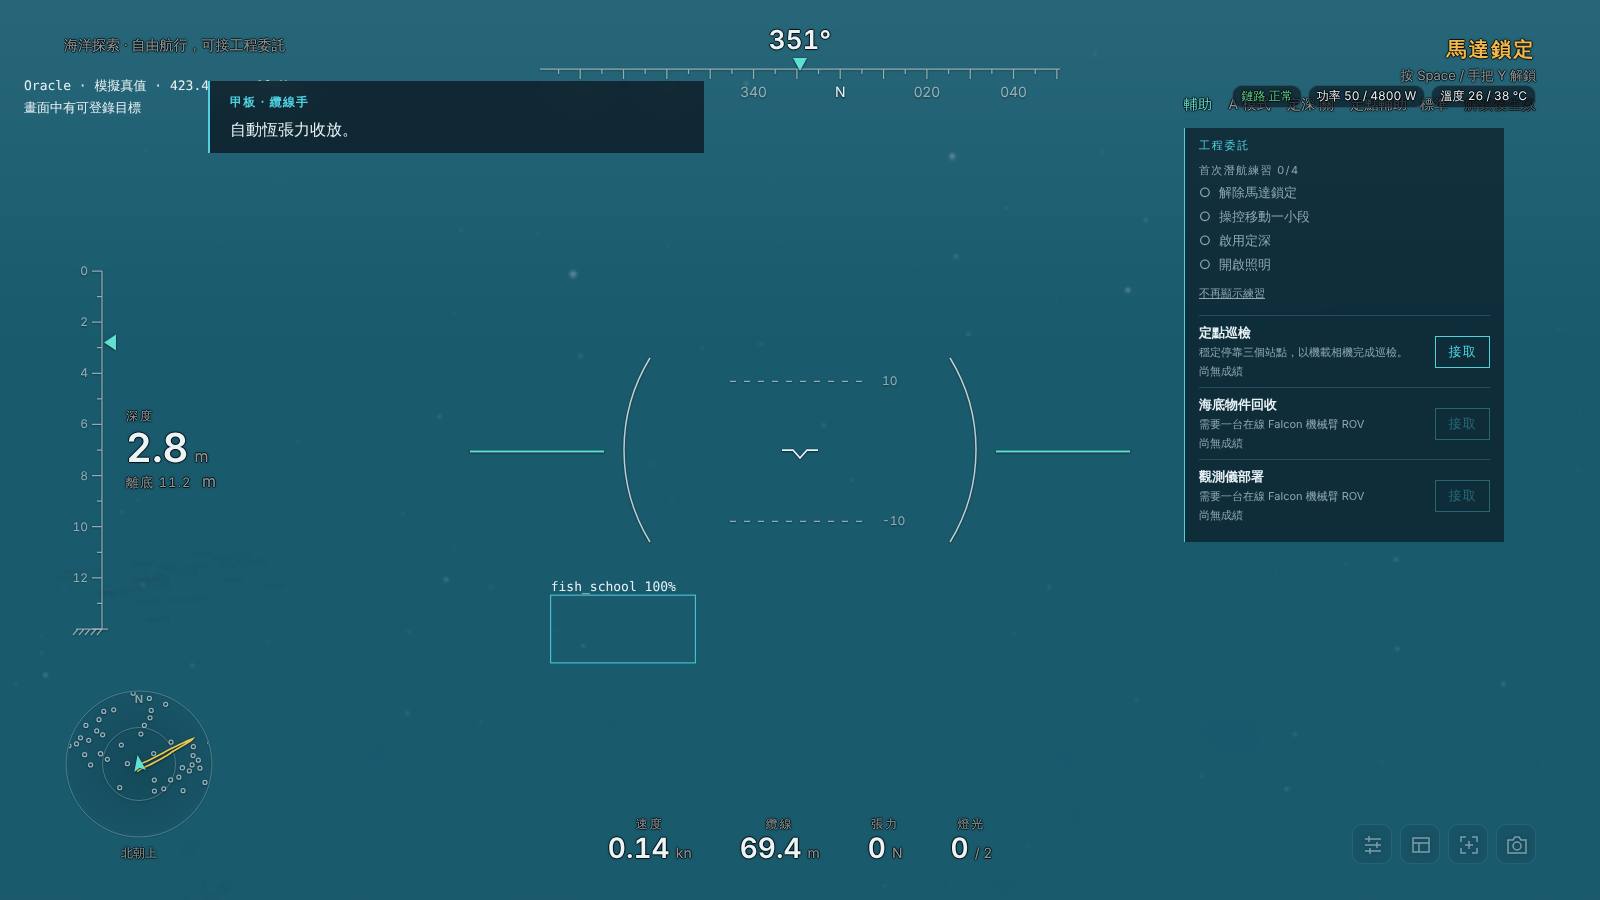 海洋探索 · 自由航行，可接工程委託
351°
馬達鎖定
按 Space / 手把 Y 解鎖
Oracle · 模擬真值 · 423.4
畫面中有可登錄目標
甲板 · 纜線手
自動恆張力收放。
340
N
020
040
鏈路 正常
功率 50 / 4800 W
溫度 26 / 38 °C
輔助
工程委託
首次潛航練習 0/4
解除馬達鎖定
操控移動一小段
啟用定深
開啟照明
不再顯示練習
定點巡檢
穩定停靠三個站點，以機載相機完成巡檢。
尚無成績
接取
海底物件回收
需要一台在線 Falcon 機械臂 ROV
尚無成績
接取
觀測儀部署
需要一台在線 Falcon 機械臂 ROV
尚無成績
接取
0
2
4
6
8
10
12
深度
2.8 m
離底 11.2 m
10
-10
fish_school 100%
N
北朝上
速度
0.14 kn
纜線
69.4 m
張力
0 N
燈光
0 / 2